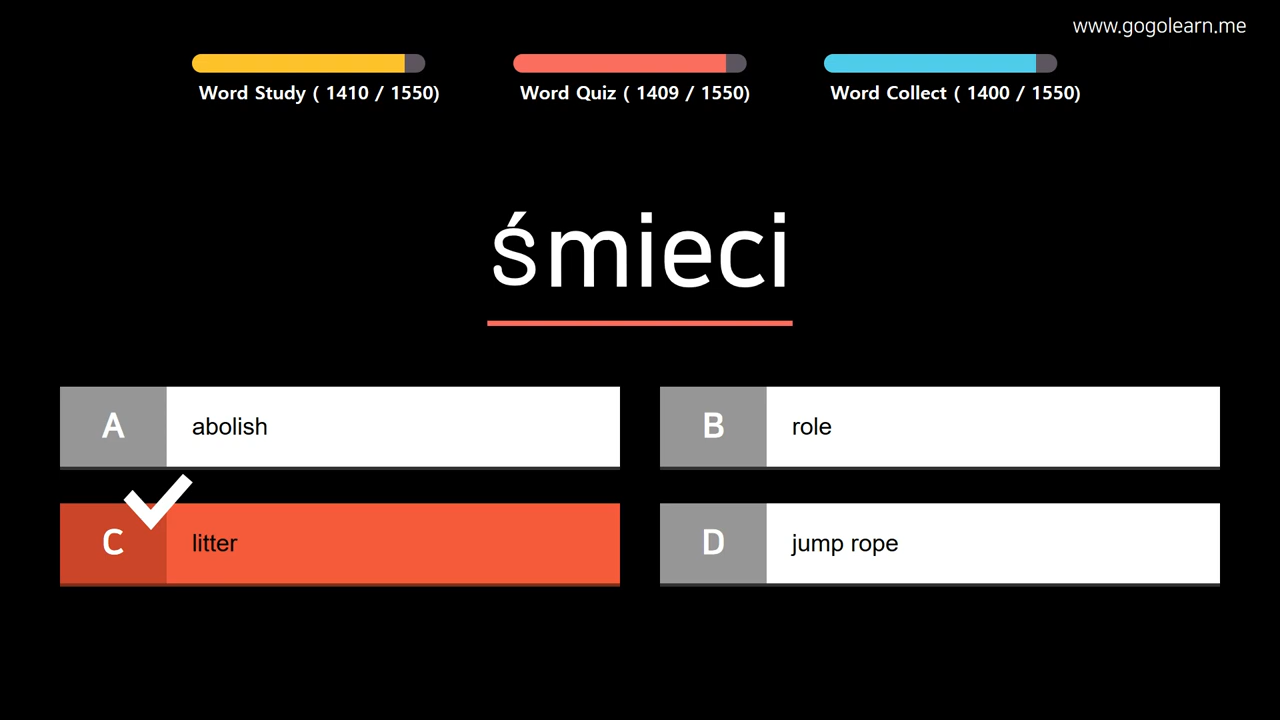 www.gogolearn.me
Word Study ( 1410 / 1550)
Word Quiz ( 1409 / 1550)
Word Collect ( 1400 / 1550)
śmieci
A abolish
B role
C litter
D jump rope